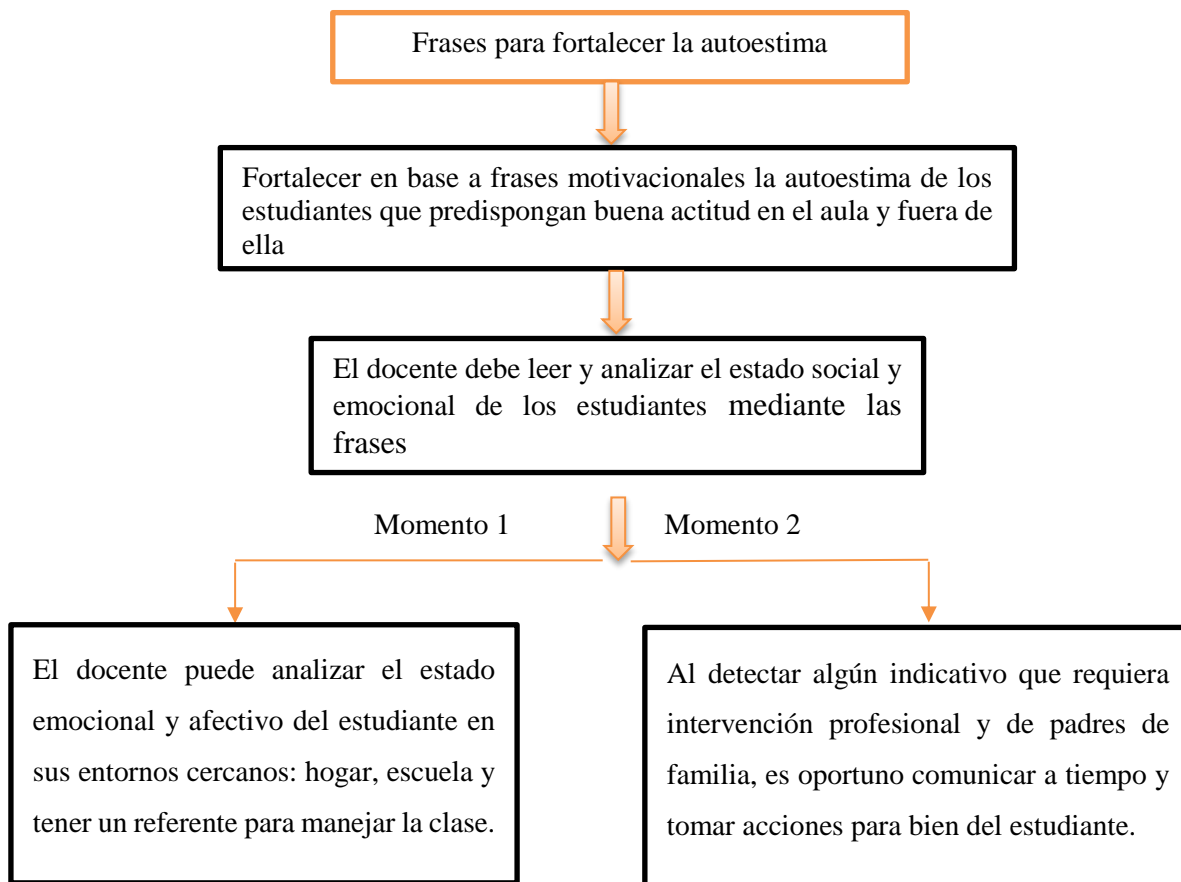 Frases para fortalecer la autoestima
Fortalecer en base a frases motivacionales la autoestima de los
estudiantes que predispongan buena actitud en el aula y fuera de
ella
El docente debe leer y analizar el estado social y
emocional de los estudiantes mediante las
frases
Momento 1
Momento 2
El docente puede analizar el estado
emocional y afectivo del estudiante en
sus entornos cercanos: hogar, escuela y
tener un referente para manejar la clase.
Al detectar algún indicativo que requiera
intervención profesional y de padres de
familia, es oportuno comunicar a tiempo y
tomar acciones para bien del estudiante.